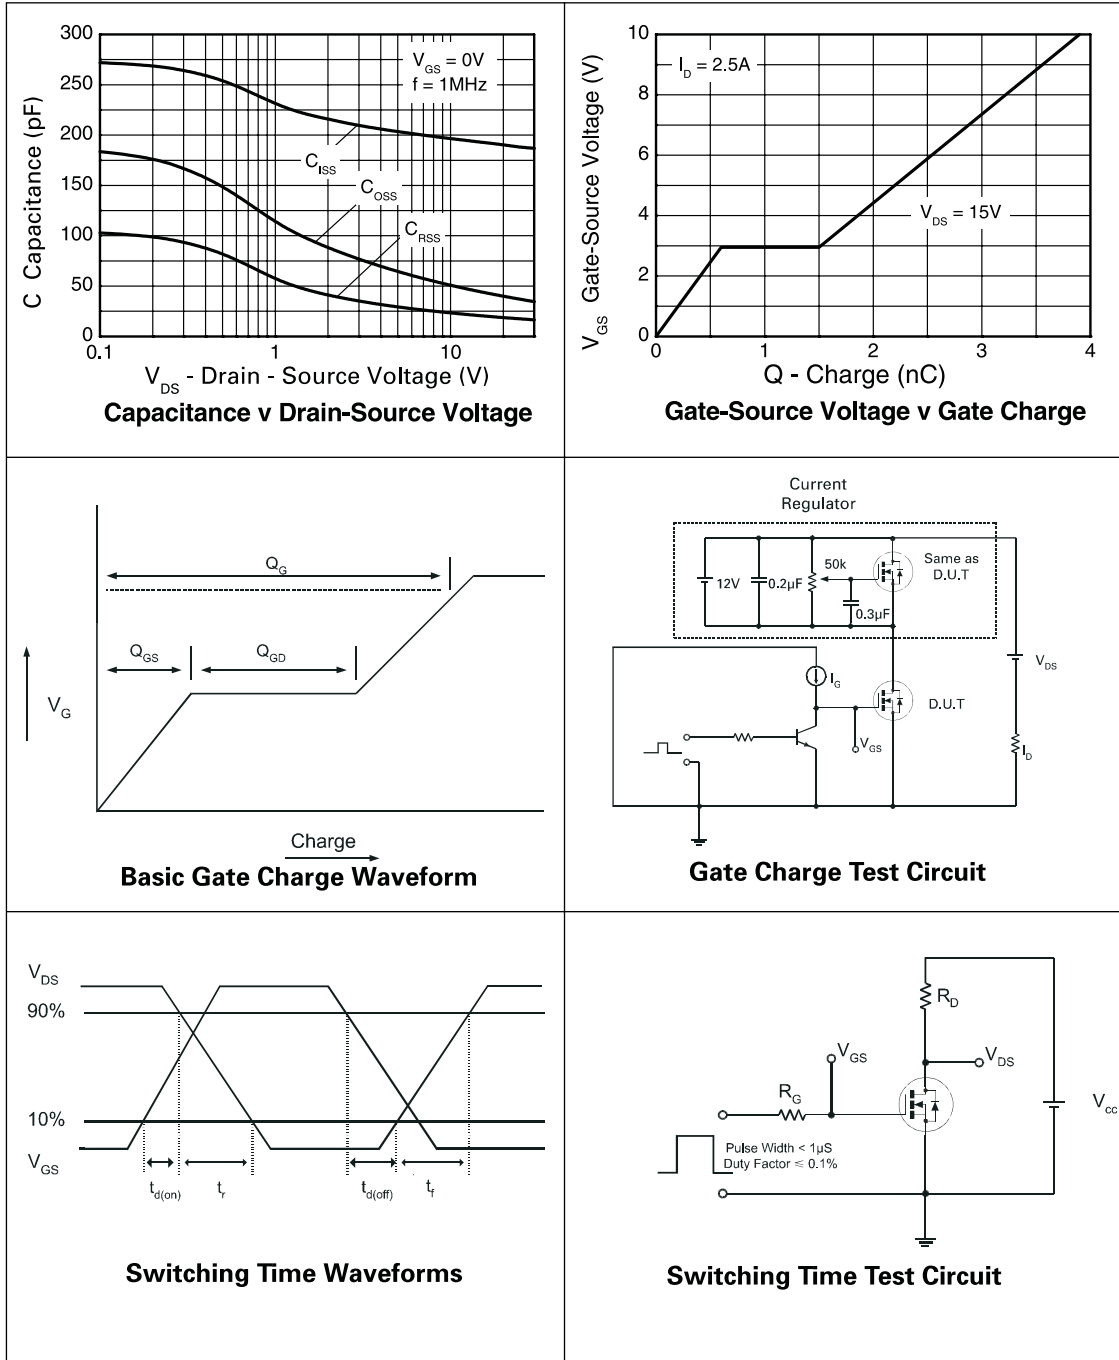 300
250
200
150
100
50
0
C Capacitance (pF)
V_GS = 0V
f = 1MHz
C_ISS
C_OSS
C_RSS
0.1 1 10
V_DS - Drain - Source Voltage (V)
Capacitance v Drain-Source Voltage
10
8
6
4
2
0
V_GS Gate-Source Voltage (V)
I_D = 2.5A
V_DS = 15V
0 1 2 3 4
Q - Charge (nC)
Gate-Source Voltage v Gate Charge
Q_G
Q_GS Q_GD
V_G
Charge
Basic Gate Charge Waveform
Current
Regulator
12V
0.2µF
50k
0.3µF
Same as
D.U.T
I_G
V_DS
D.U.T
V_GS
I_D
Gate Charge Test Circuit
V_DS
90%
10%
V_GS
t_d(on) t_r t_d(off) t_f
Switching Time Waveforms
R_D
V_GS
V_DS
R_G
V_cc
Pulse Width < 1µS
Duty Factor ≤ 0.1%
Switching Time Test Circuit